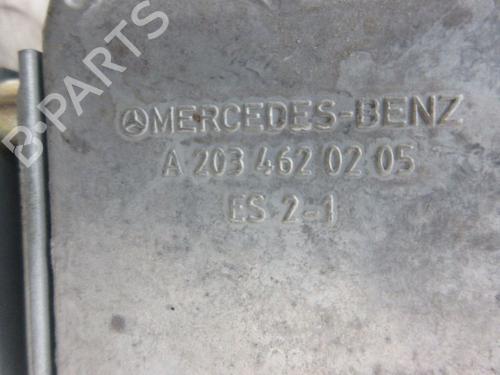 MERCEDES-BENZ
A 203 462 02 05
ES 2-1
B-PARTS